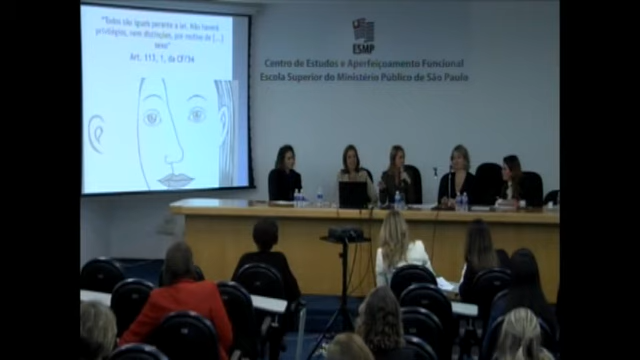 "Todos são iguais perante a lei. Não haverá
privilégios, nem distinções, por motivo de [...]
sexo"
Art. 113, 1, da CF/34
ESMP
Centro de Estudos e Aperfeiçoamento Funcional
Escola Superior do Ministério Público de São Paulo